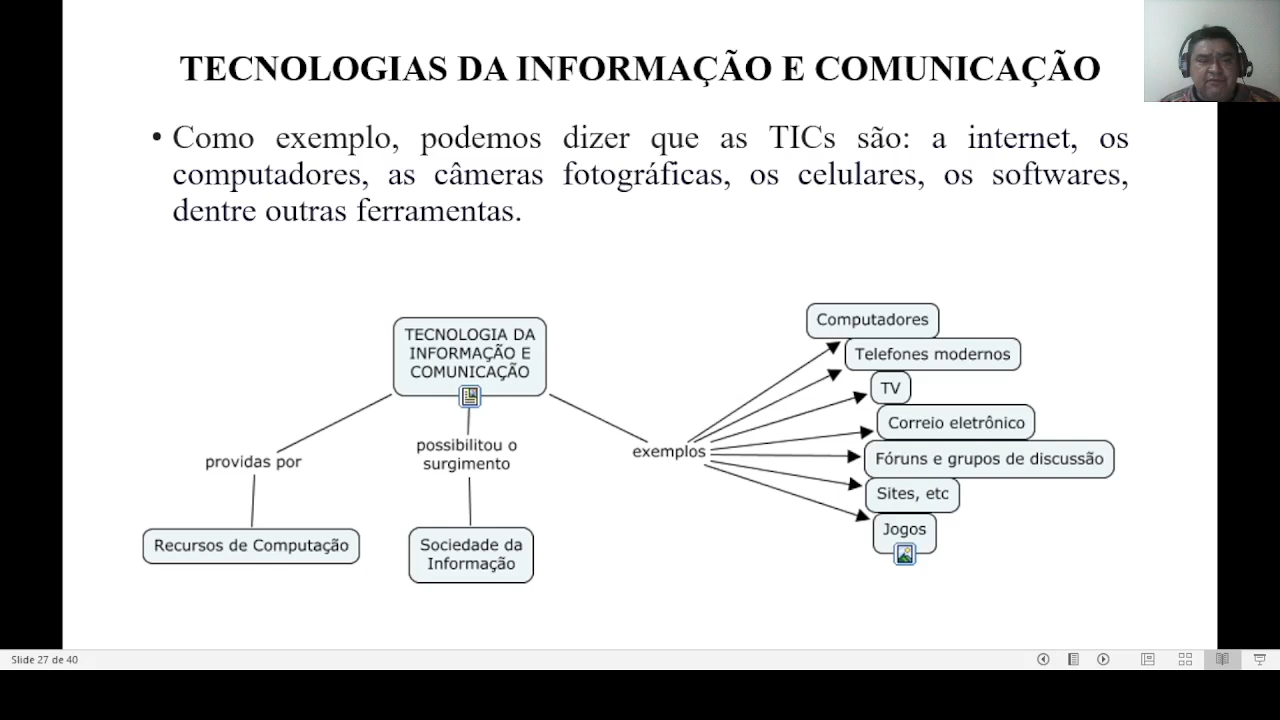 TECNOLOGIAS DA INFORMAÇÃO E COMUNICAÇÃO
• Como exemplo, podemos dizer que as TICs são: a internet, os
computadores, as câmeras fotográficas, os celulares, os softwares,
dentre outras ferramentas.
TECNOLOGIA DA
INFORMAÇÃO E
COMUNICAÇÃO
providas por
Recursos de Computação
possibilitou o
surgimento
Sociedade da
Informação
exemplos
Computadores
Telefones modernos
TV
Correio eletrônico
Fóruns e grupos de discussão
Sites, etc
Jogos
Slide 27 de 40